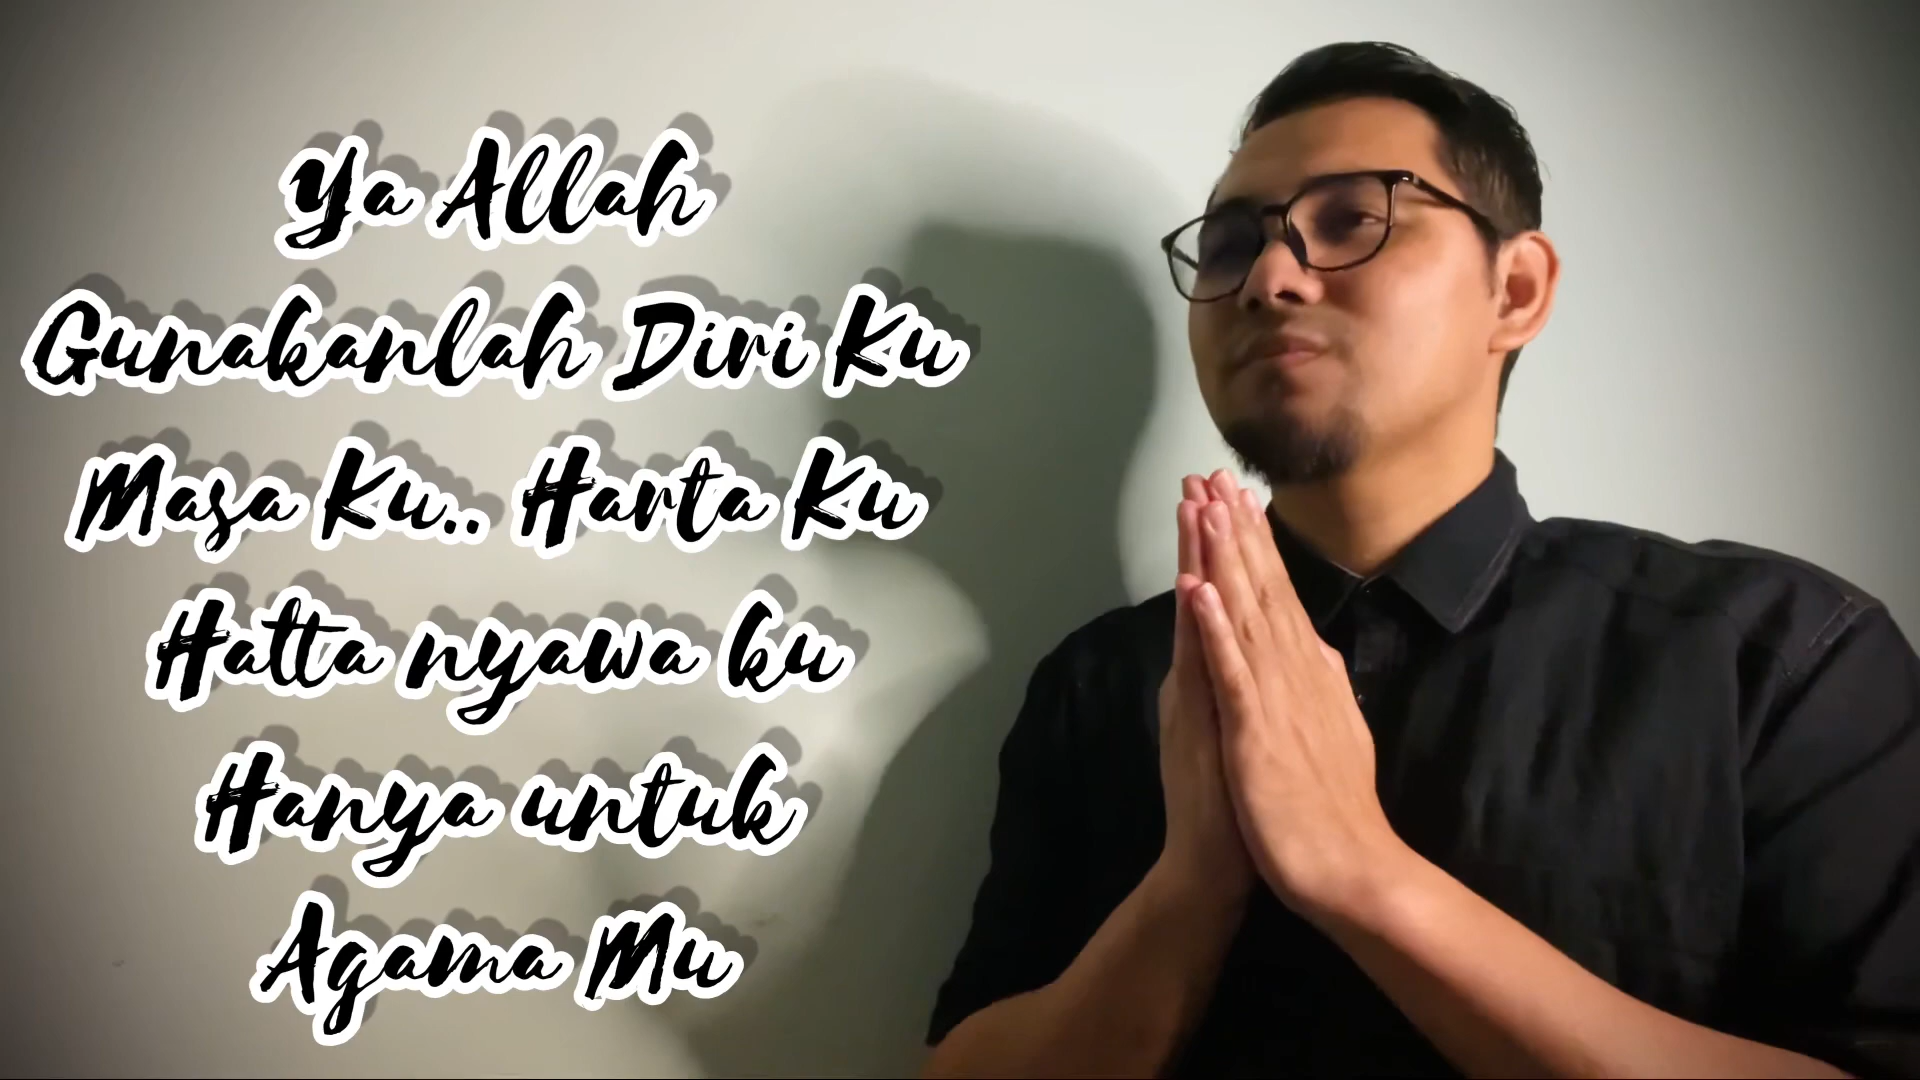 Ya Allah
Gunakanlah Diri Ku
Masa Ku.. Harta Ku
Hatta nyawa ku
Hanya untuk
Agama Mu